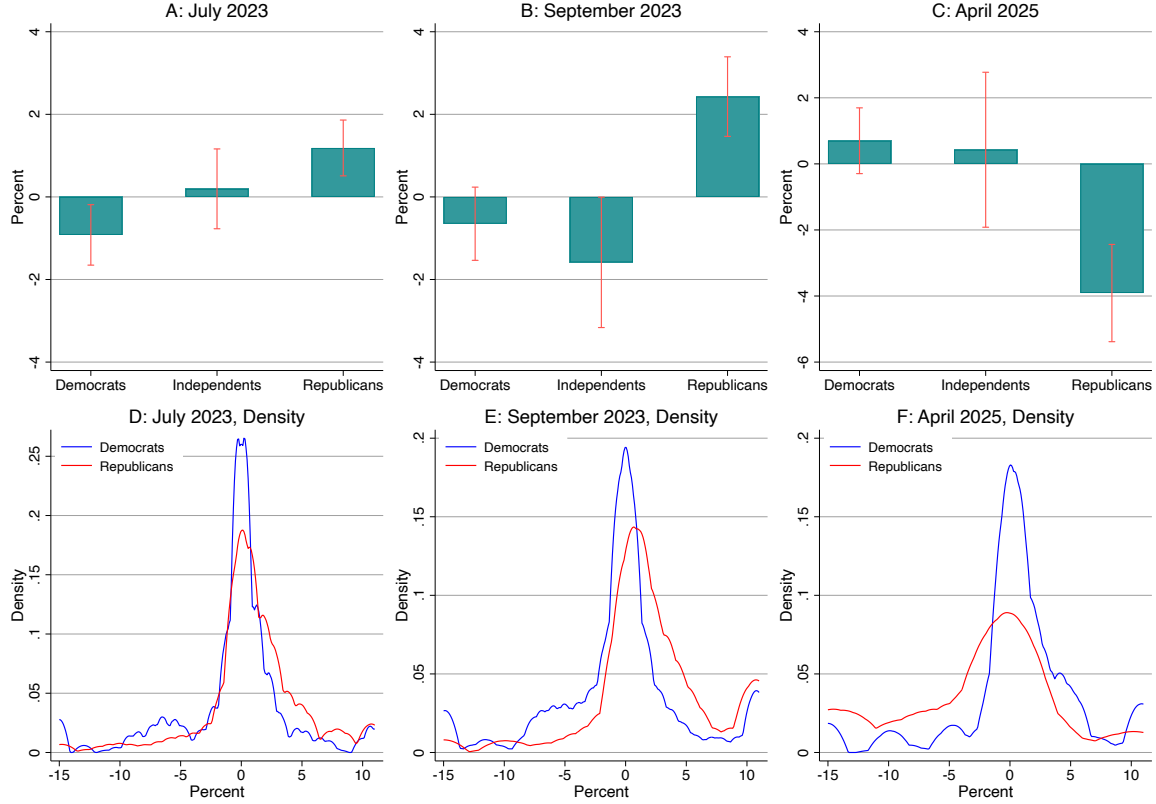 A: July 2023
B: September 2023
C: April 2025
Percent
4
2
0
-2
-4
Democrats
Independents
Republicans
Percent
4
2
0
-2
-4
Democrats
Independents
Republicans
Percent
4
2
0
-2
-4
-6
Democrats
Independents
Republicans
D: July 2023, Density
E: September 2023, Density
F: April 2025, Density
Democrats
Republicans
Density
.25
.2
.15
.1
.05
0
-15
-10
-5
0
5
10
Percent
Democrats
Republicans
Density
.2
.15
.1
.05
0
-15
-10
-5
0
5
10
Percent
Democrats
Republicans
Density
.2
.15
.1
.05
0
-15
-10
-5
0
5
10
Percent